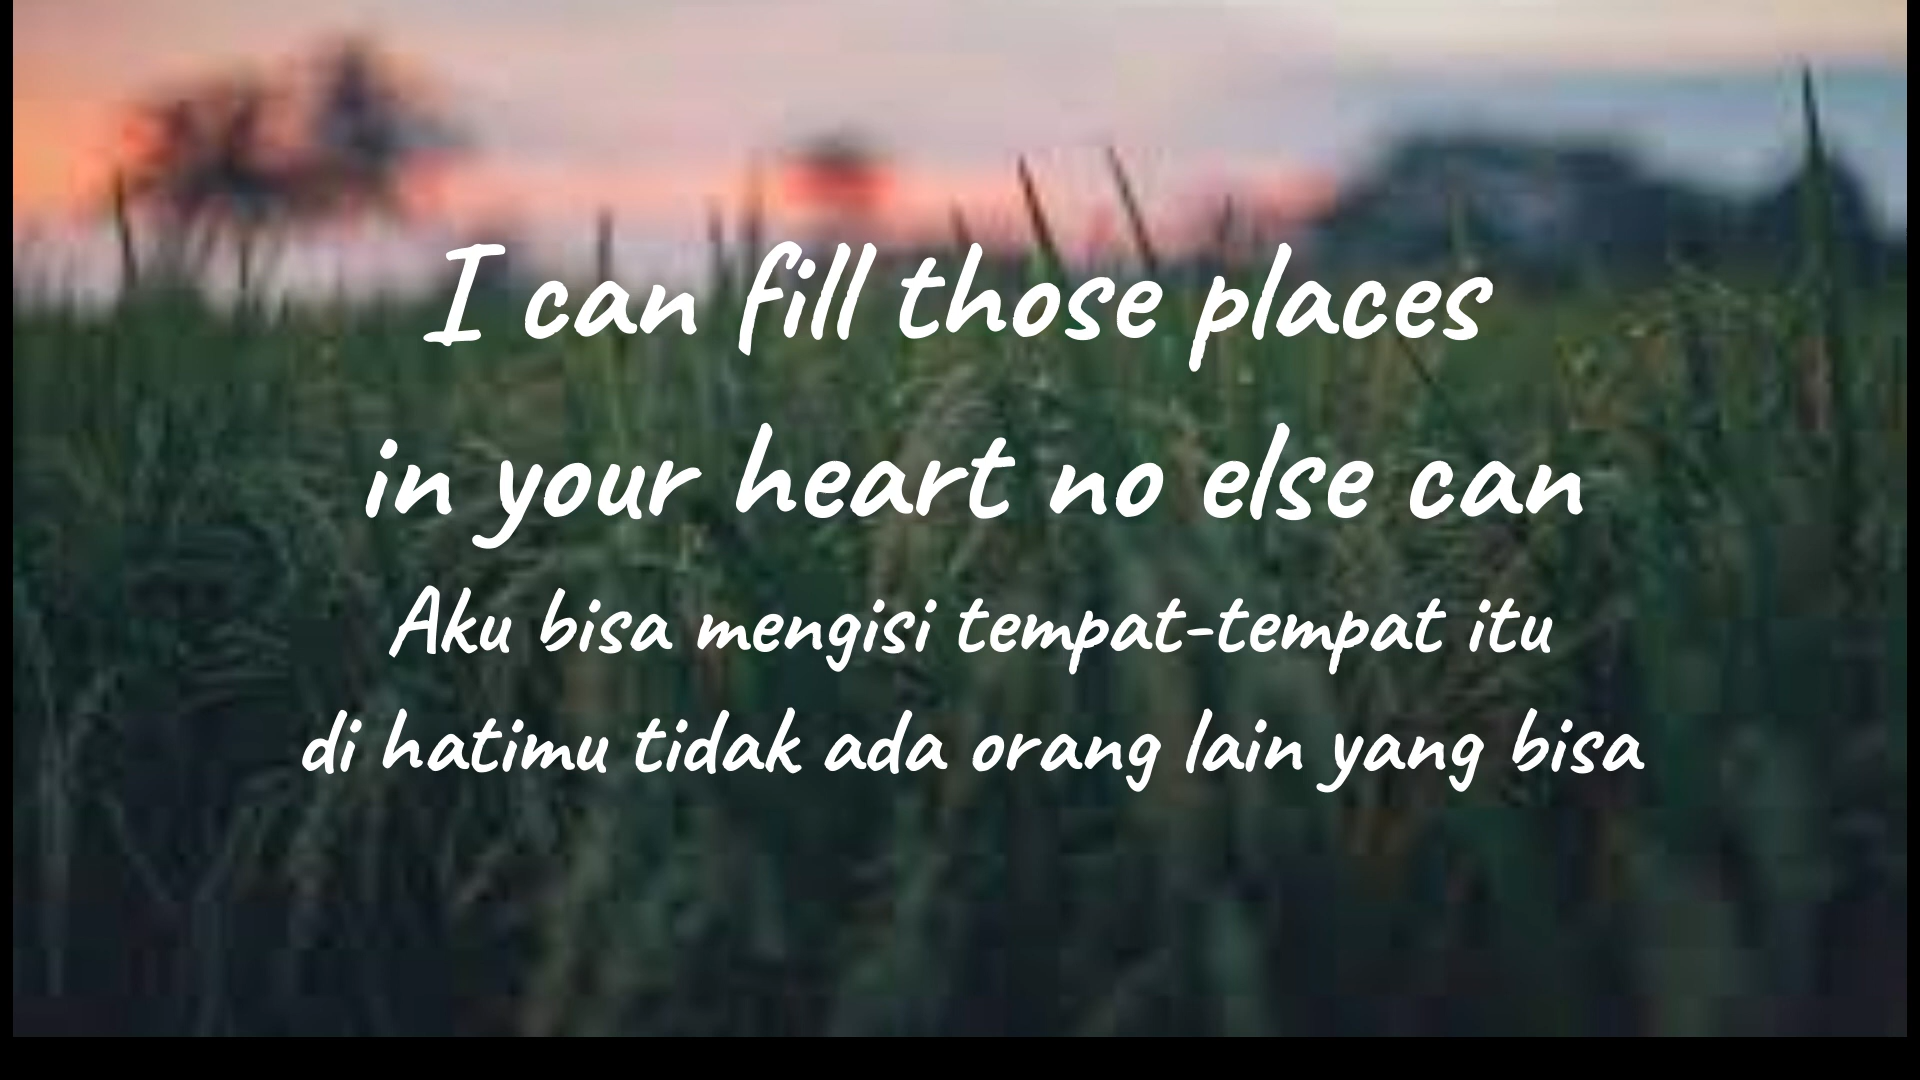 I can fill those places
in your heart no else can
Aku bisa mengisi tempat-tempat itu
di hatimu tidak ada orang lain yang bisa